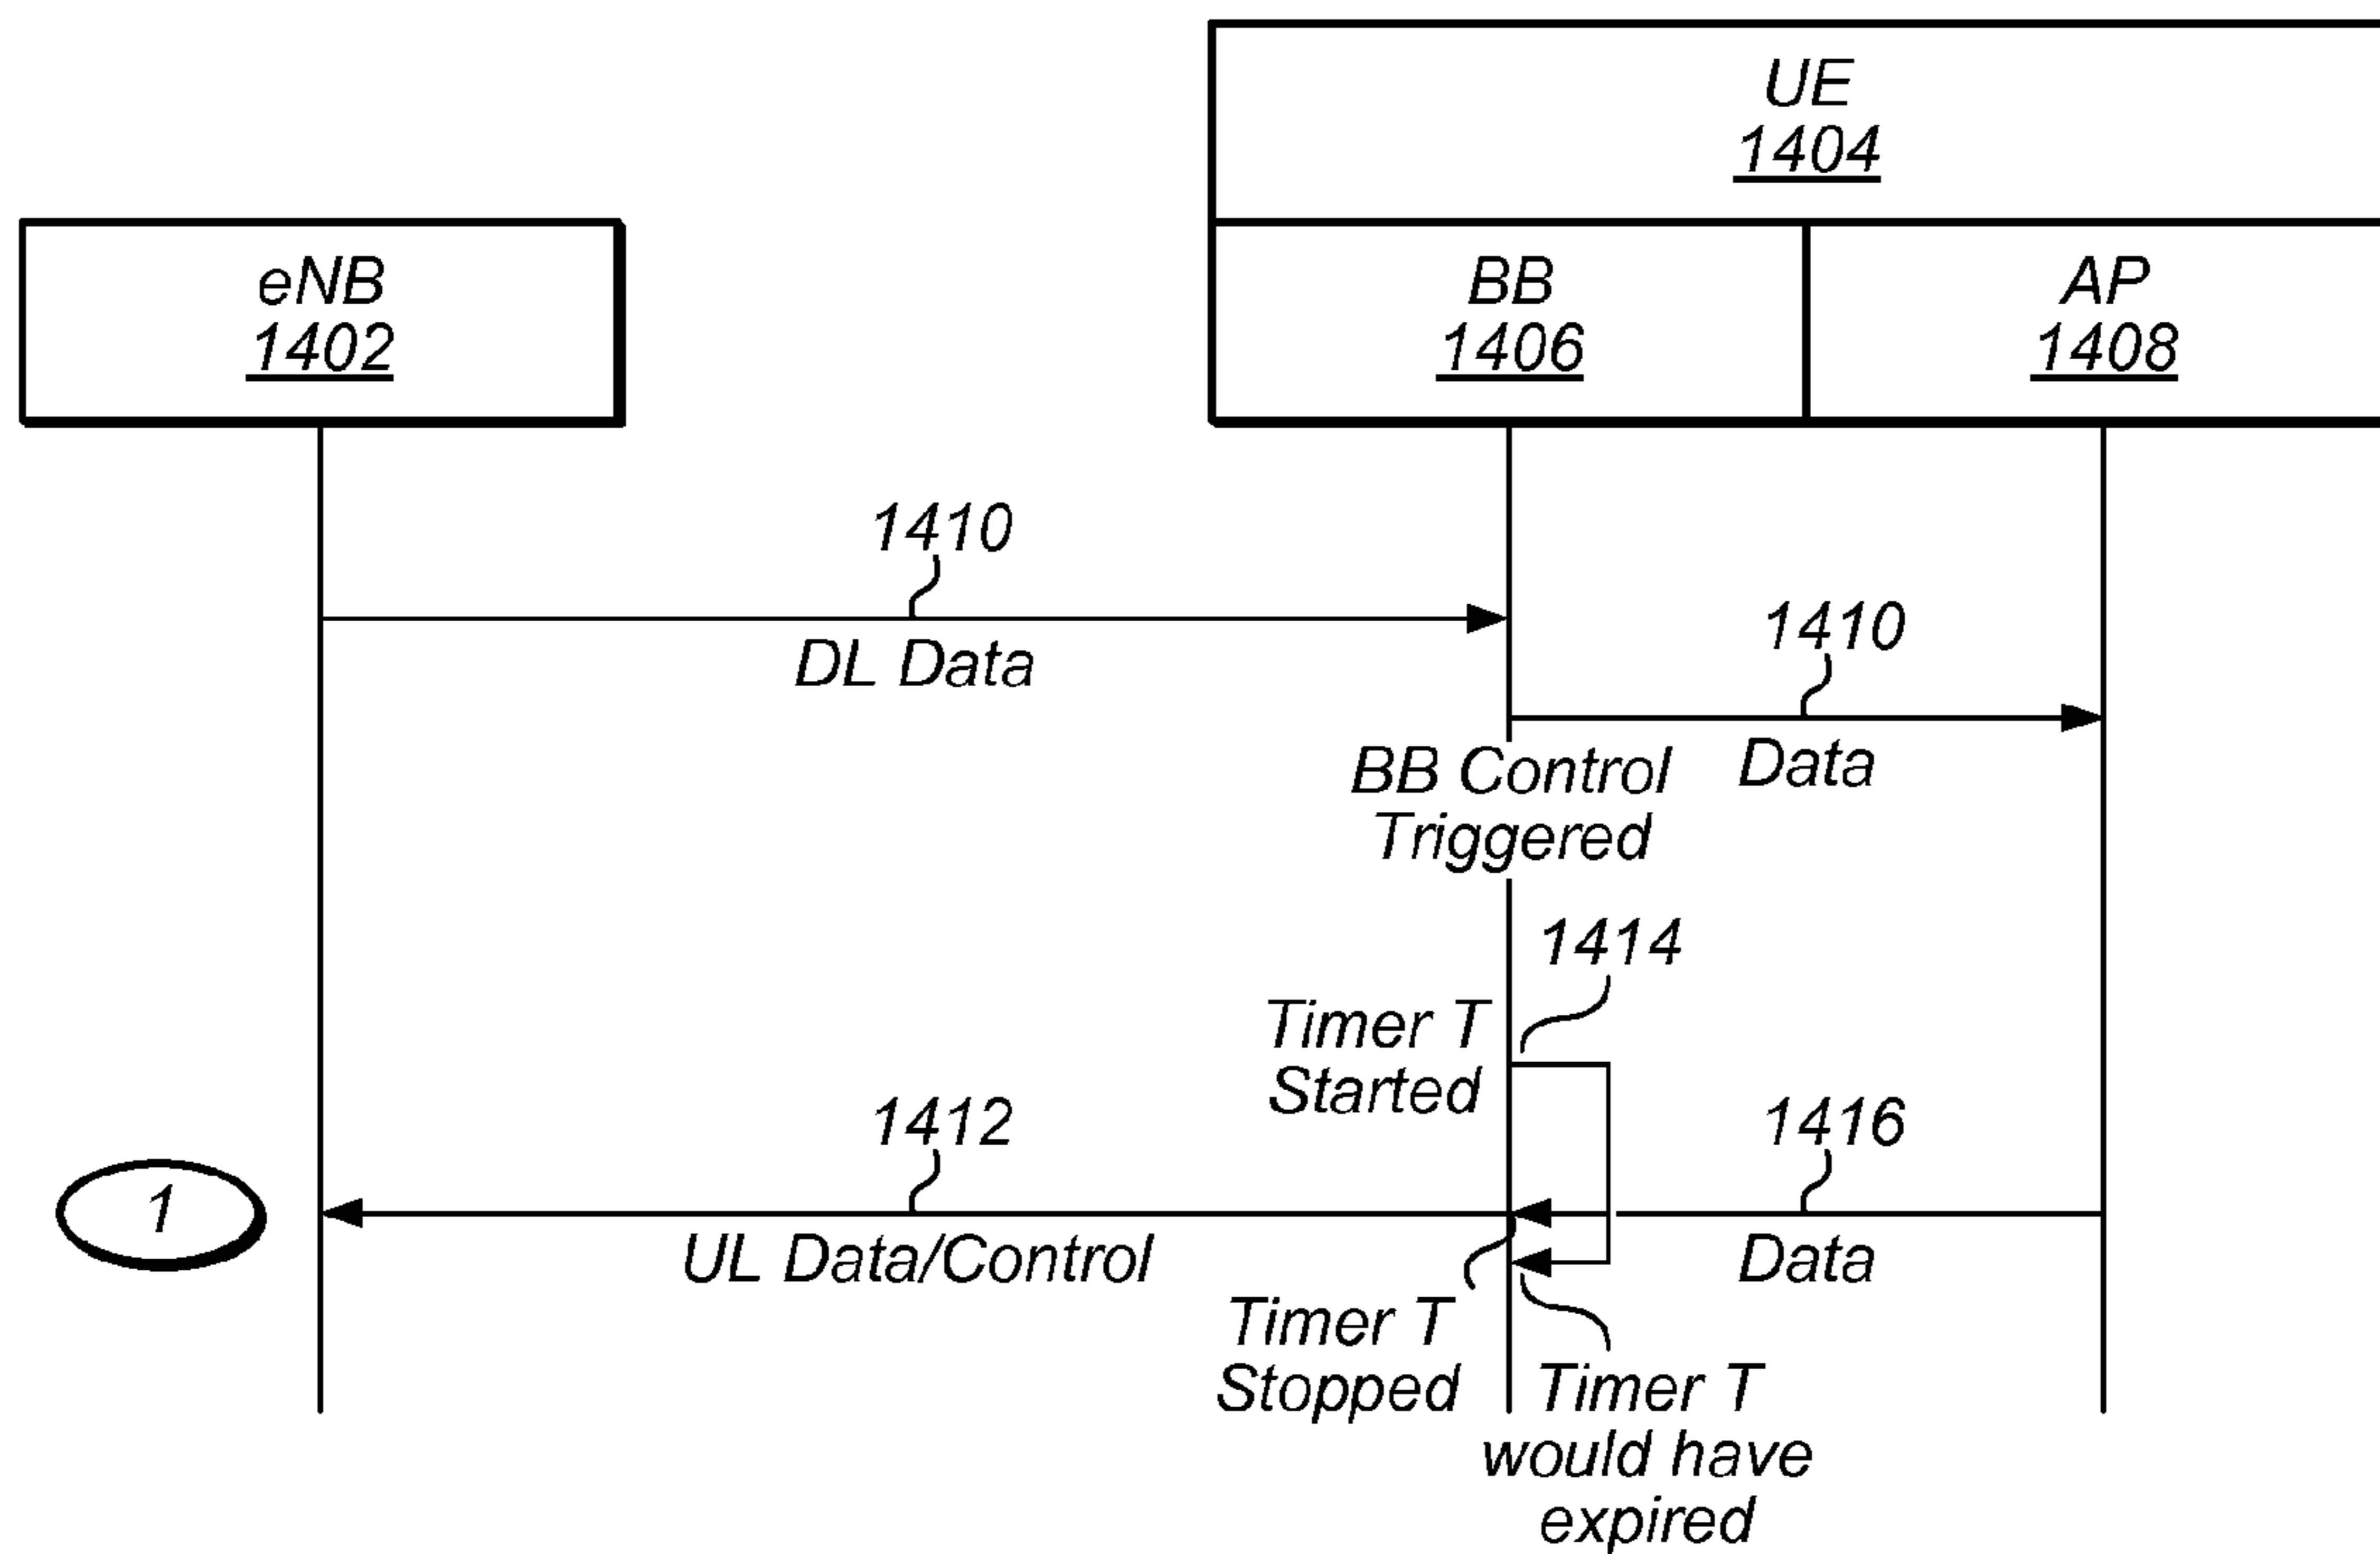 UE
1404
eNB
1402
BB
1406
AP
1408
1410
DL Data
1410
Data
BB Control
Triggered
1414
Timer T
Started
1412
1416
1
UL Data/Control
Data
Timer T
Stopped
Timer T
would have
expired